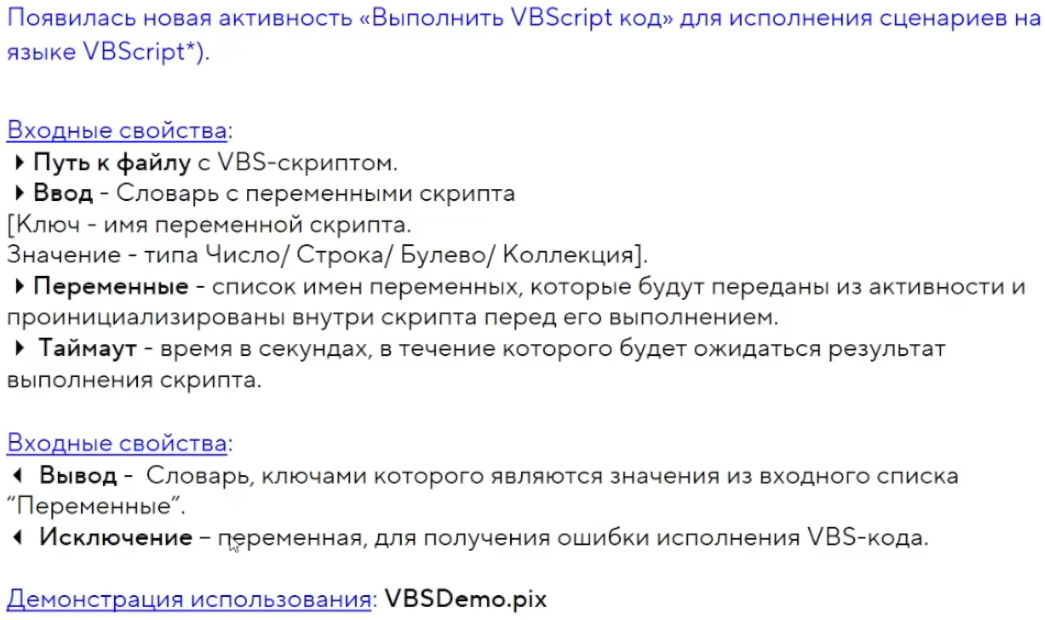 Появилась новая активность «Выполнить VBScript код» для исполнения сценариев на
языке VBScript*).
Входные свойства:
Путь к файлу с VBS-скриптом.
Ввод - Словарь с переменными скрипта
[Ключ - имя переменной скрипта.
Значение - типа Число/ Строка/ Булево/ Коллекция].
Переменные - список имен переменных, которые будут переданы из активности и
проинициализированы внутри скрипта перед его выполнением.
Таймаут - время в секундах, в течение которого будет ожидаться результат
выполнения скрипта.
Входные свойства:
Вывод - Словарь, ключами которого являются значения из входного списка
“Переменные”.
Исключение – переменная, для получения ошибки исполнения VBS-кода.
Демонстрация использования: VBSDemo.pix